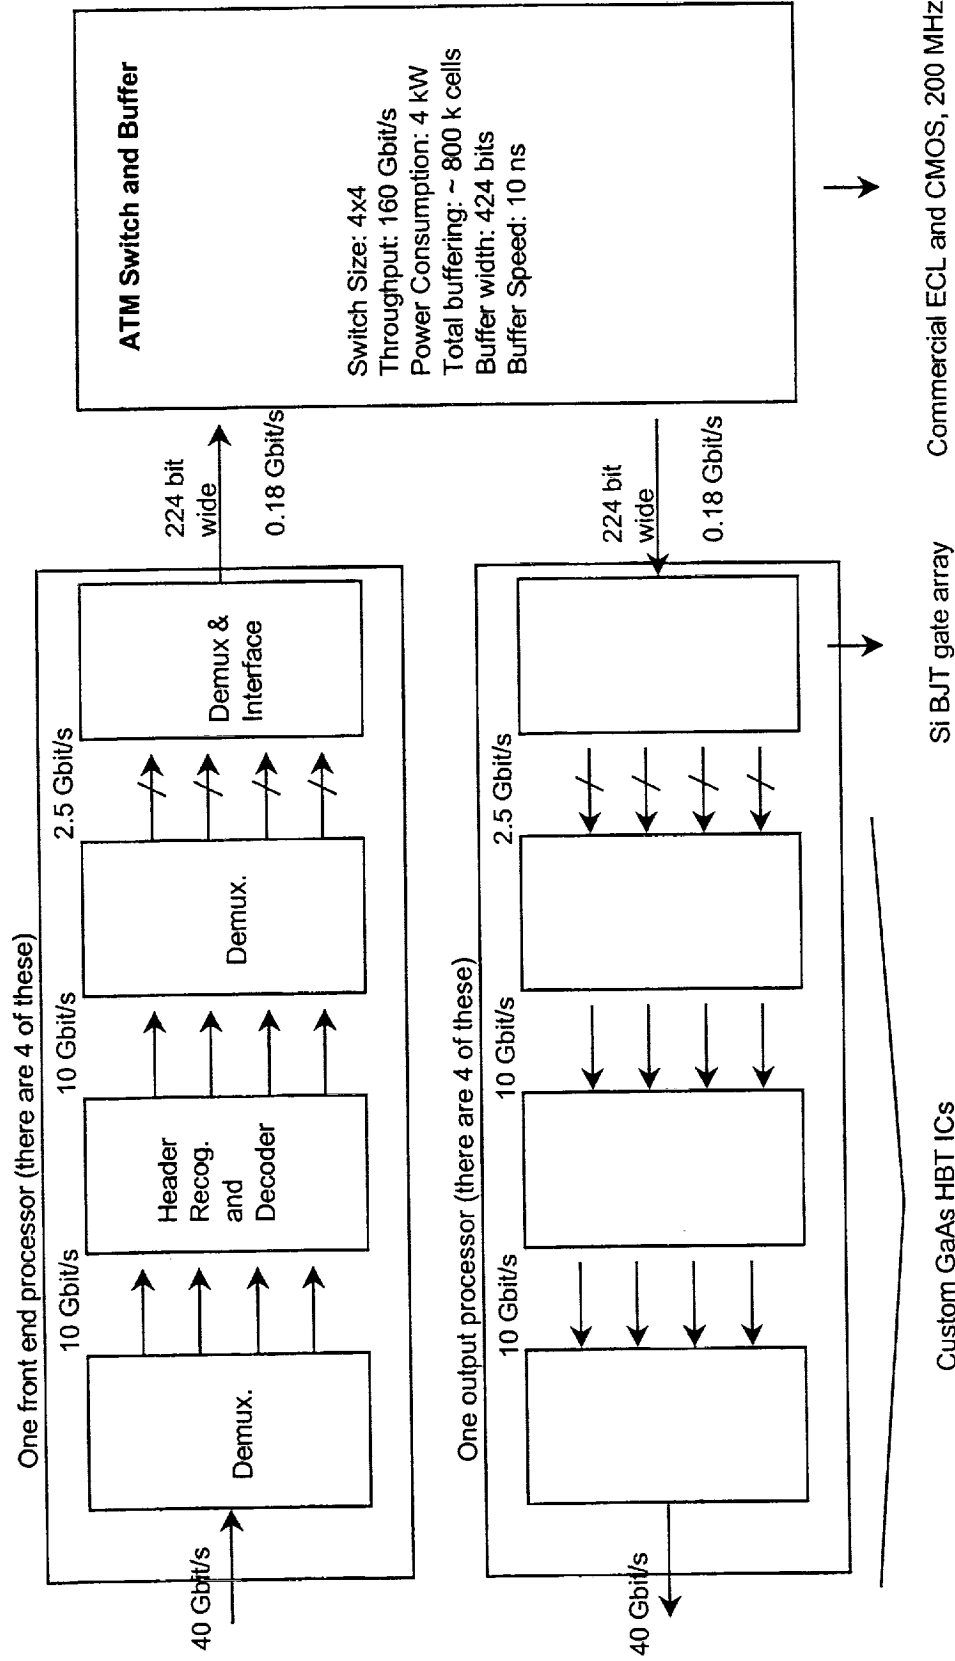 One front end processor (there are 4 of these)
40 Gbit/s
Demux.
10 Gbit/s
Header
Recog.
and
Decoder
10 Gbit/s
Demux.
2.5 Gbit/s
Demux &
Interface
224 bit
wide
0.18 Gbit/s
ATM Switch and Buffer
Switch Size: 4x4
Throughput: 160 Gbit/s
Power Consumption: 4 kW
Total buffering: ~ 800 k cells
Buffer width: 424 bits
Buffer Speed: 10 ns
One output processor (there are 4 of these)
40 Gbit/s
10 Gbit/s
10 Gbit/s
2.5 Gbit/s
224 bit
wide
0.18 Gbit/s
Custom GaAs HBT ICs
Si BJT gate array
Commercial ECL and CMOS, 200 MHz